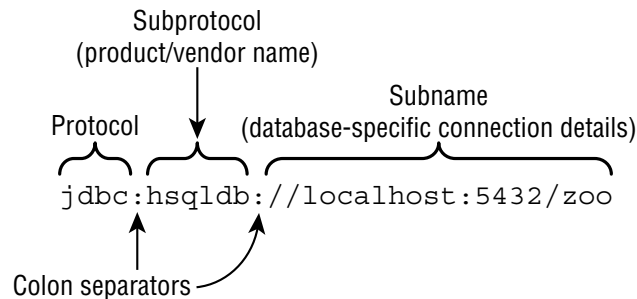 Subprotocol
(product/vendor name)
Subname
(database-specific connection details)
Protocol
jdbc:hsqldb://localhost:5432/zoo
Colon separators